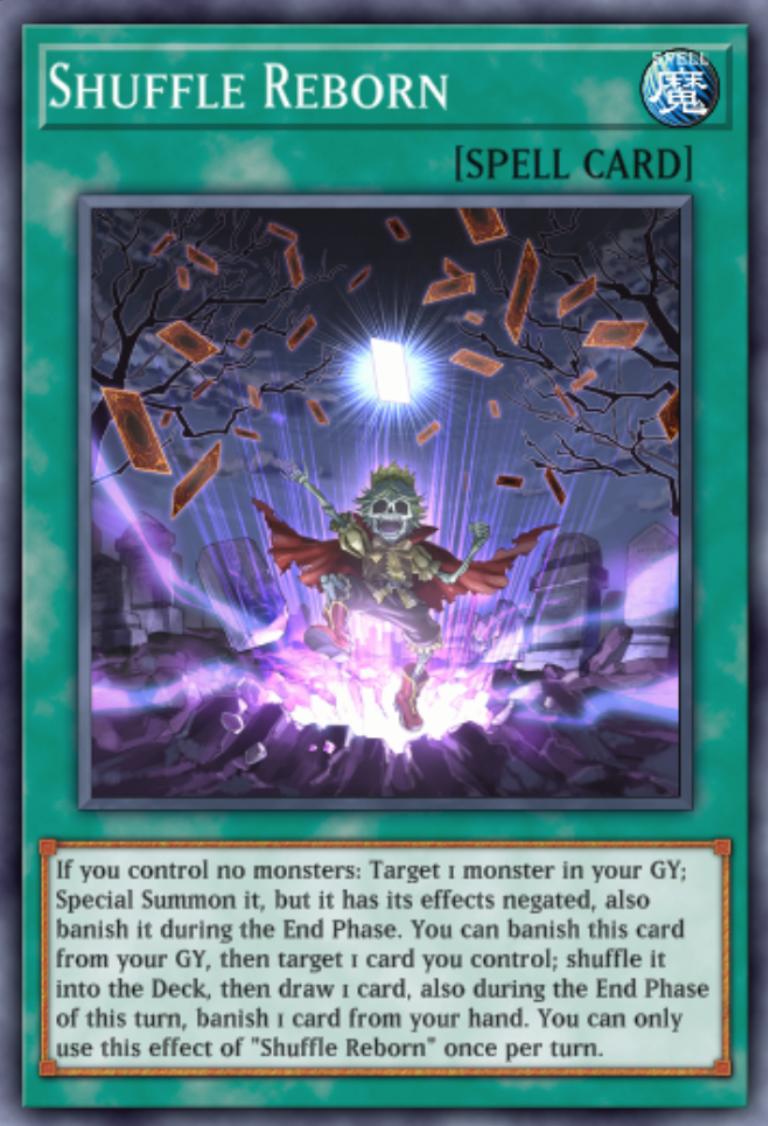 Shuffle Reborn
SPELL
魔
[SPELL CARD]
If you control no monsters: Target 1 monster in your GY;
Special Summon it, but it has its effects negated, also
banish it during the End Phase. You can banish this card
from your GY, then target 1 card you control; shuffle it
into the Deck, then draw 1 card, also during the End Phase
of this turn, banish 1 card from your hand. You can only
use this effect of "Shuffle Reborn" once per turn.